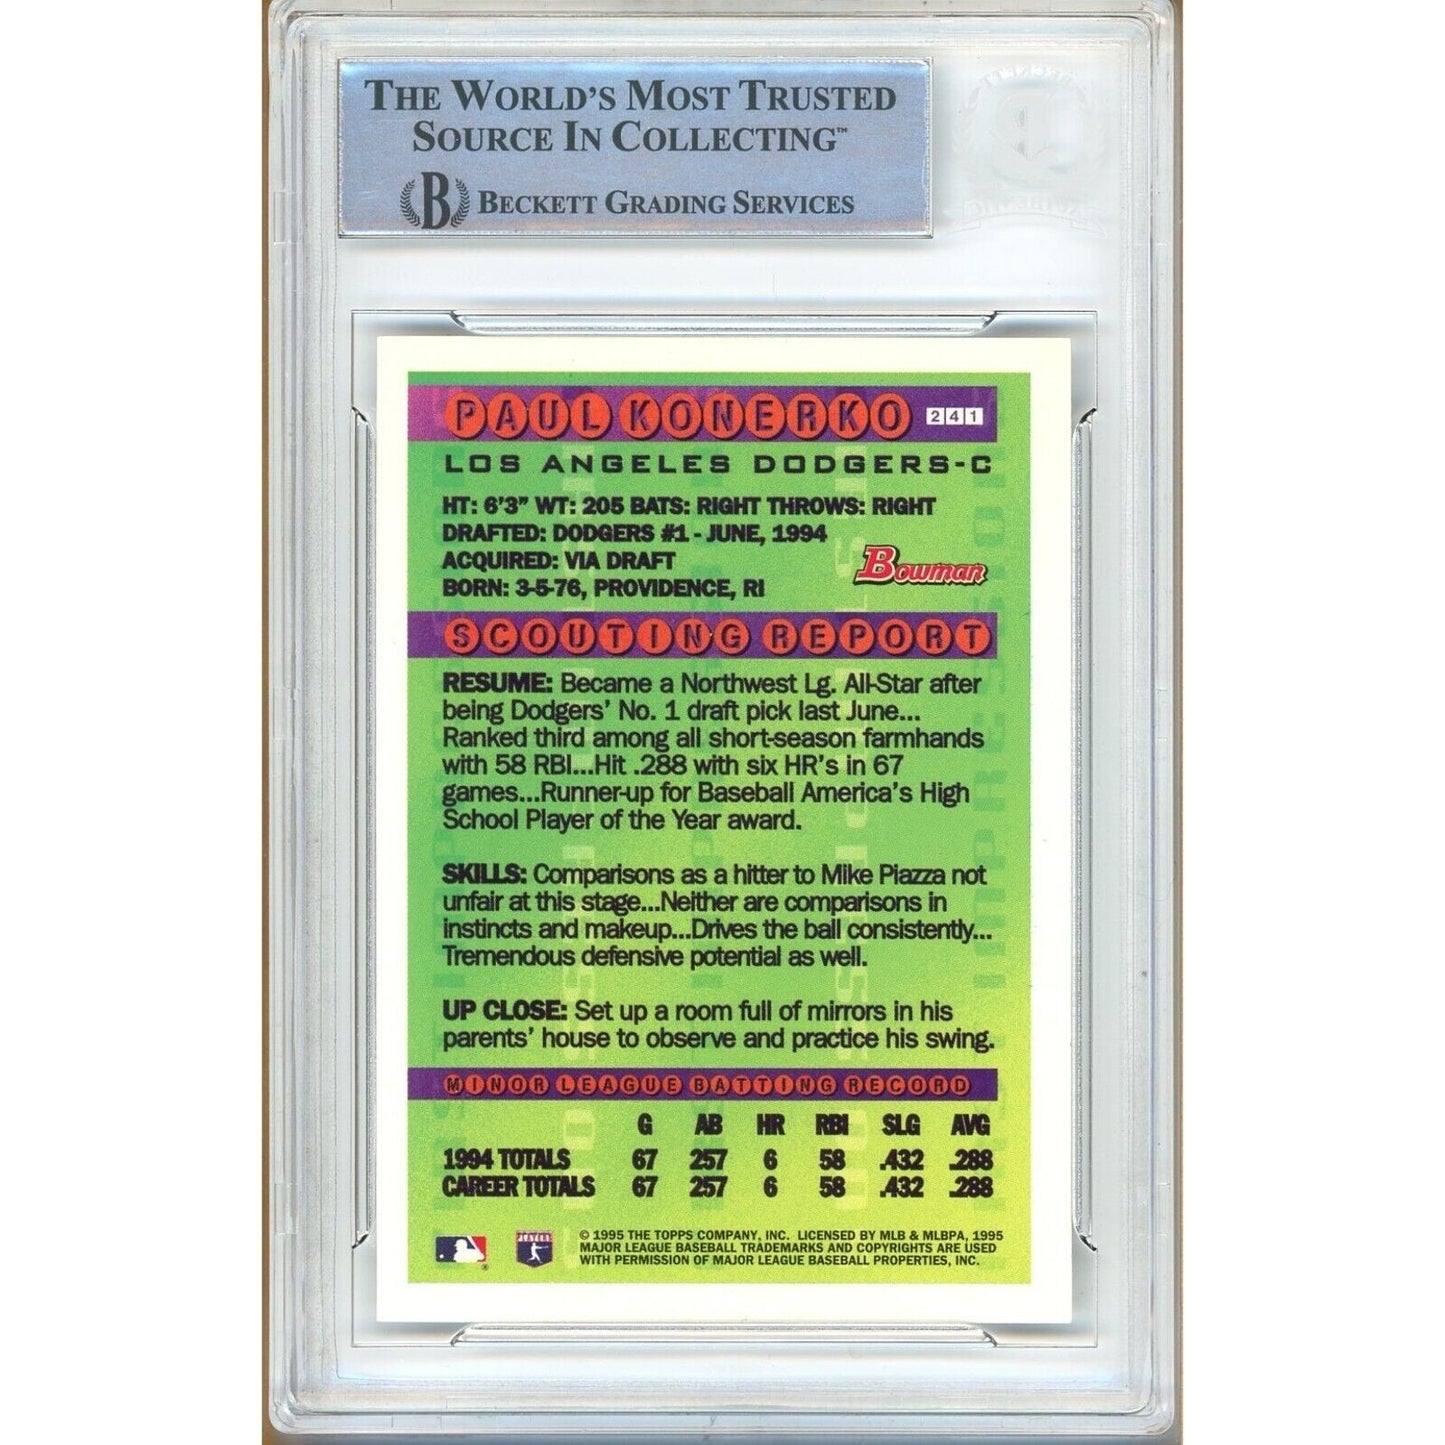 THE WORLD'S MOST TRUSTED
SOURCE IN COLLECTING™
B BECKETT GRADING SERVICES
PAUL KONERKO 241
LOS ANGELES DODGERS-C
HT: 6'3" WT: 205 BATS: RIGHT THROWS: RIGHT
DRAFTED: DODGERS #1 - JUNE, 1994
ACQUIRED: VIA DRAFT
Bowman
BORN: 3-5-76, PROVIDENCE, RI
SCOUTING REPORT
RESUME: Became a Northwest Lg. All-Star after
being Dodgers' No. 1 draft pick last June...
Ranked third among all short-season farmhands
with 58 RBI...Hit .288 with six HR's in 67
games...Runner-up for Baseball America's High
School Player of the Year award.
SKILLS: Comparisons as a hitter to Mike Piazza not
unfair at this stage...Neither are comparisons in
instincts and makeup...Drives the ball consistently...
Tremendous defensive potential as well.
UP CLOSE: Set up a room full of mirrors in his
parents' house to observe and practice his swing.
MINOR LEAGUE BATTING RECORD
G AB HR RBI SLG AVG
1994 TOTALS 67 257 6 58 .432 .288
CAREER TOTALS 67 257 6 58 .432 .288
PLAYERS
© 1995 THE TOPPS COMPANY, INC. LICENSED BY MLB & MLBPA, 1995
MAJOR LEAGUE BASEBALL TRADEMARKS AND COPYRIGHTS ARE USED
WITH PERMISSION OF MAJOR LEAGUE BASEBALL PROPERTIES, INC.